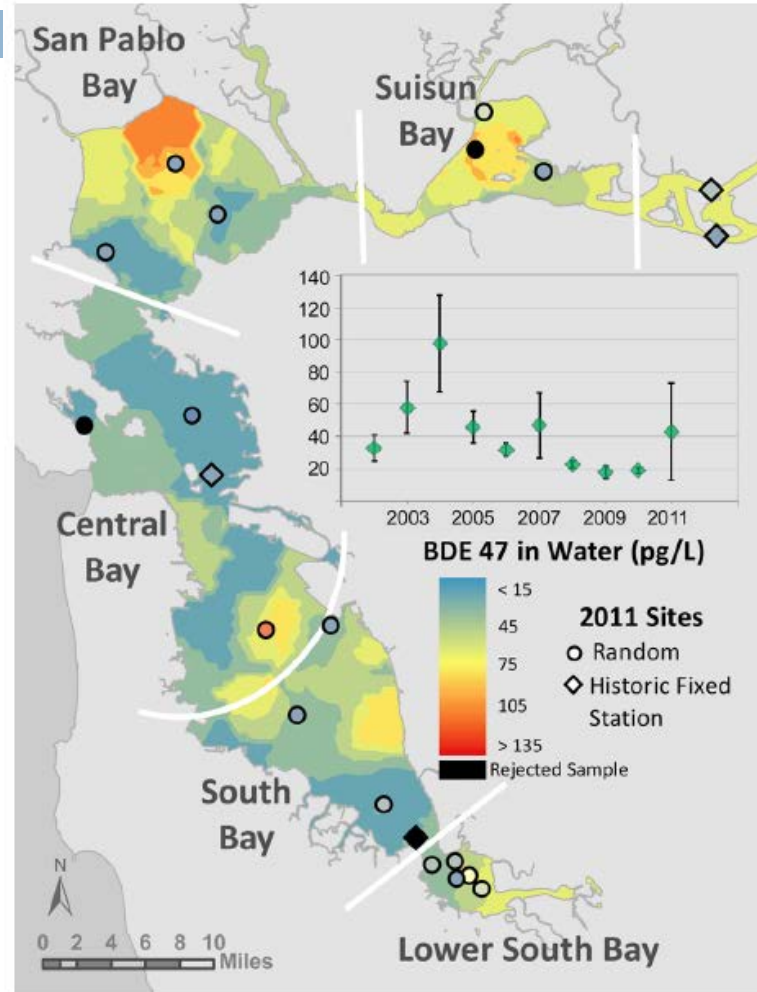 San Pablo
Bay
Suisun
Bay
140
120
100
80
60
40
20
2003 2005 2007 2009 2011
Central
Bay
BDE 47 in Water (pg/L)
< 15
45
75
105
> 135
Rejected Sample
2011 Sites
Random
Historic Fixed
Station
South
Bay
N
0 2 4 6 8 10
Miles
Lower South Bay